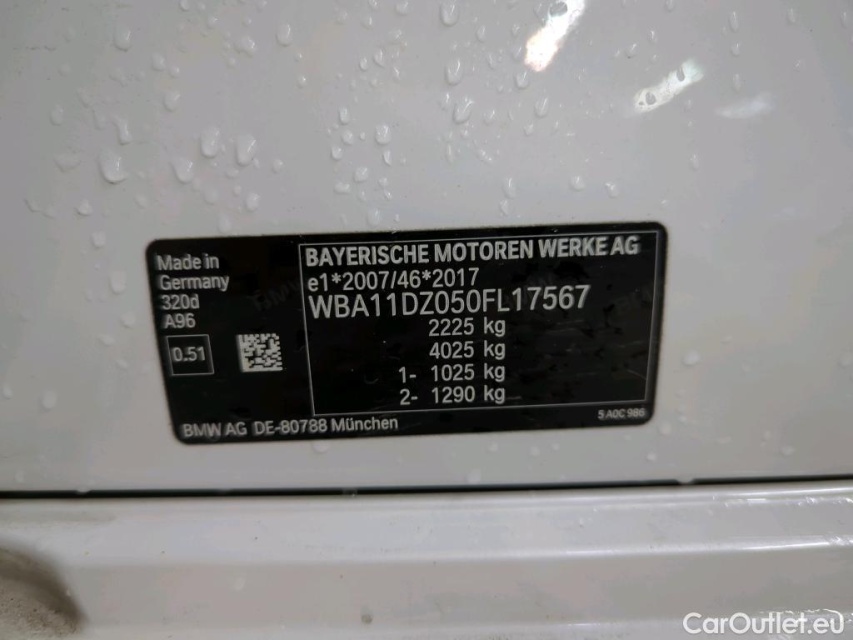 Made in
Germany
320d
A96
0.51
BAYERISCHE MOTOREN WERKE AG
e1*2007/46*2017
WBA11DZ050FL17567
2225 kg
4025 kg
1- 1025 kg
2- 1290 kg
BMW AG DE-80788 München
5 A0C 986
CarOutlet.eu